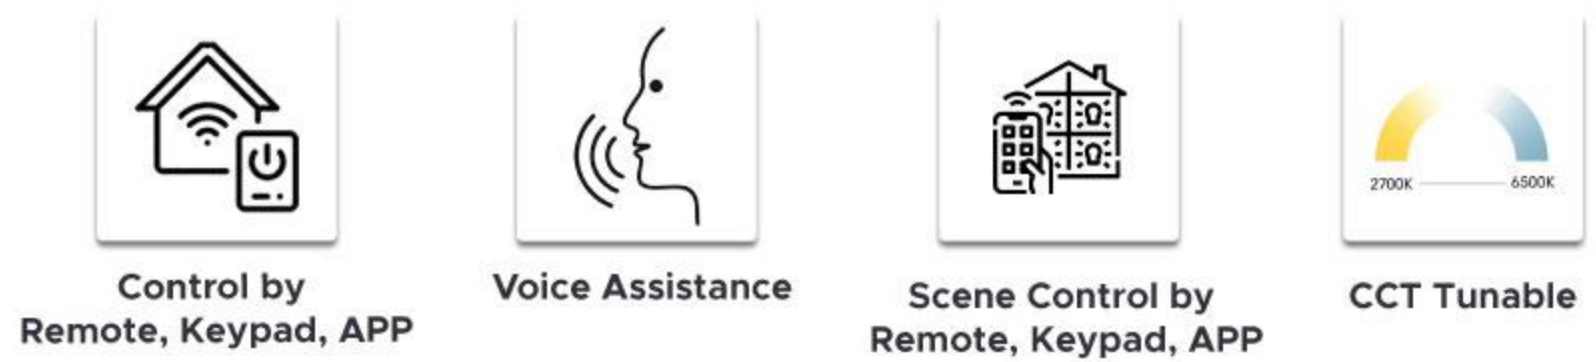 2700K
6500K
Control by
Remote, Keypad, APP
Voice Assistance
Scene Control by
Remote, Keypad, APP
CCT Tunable